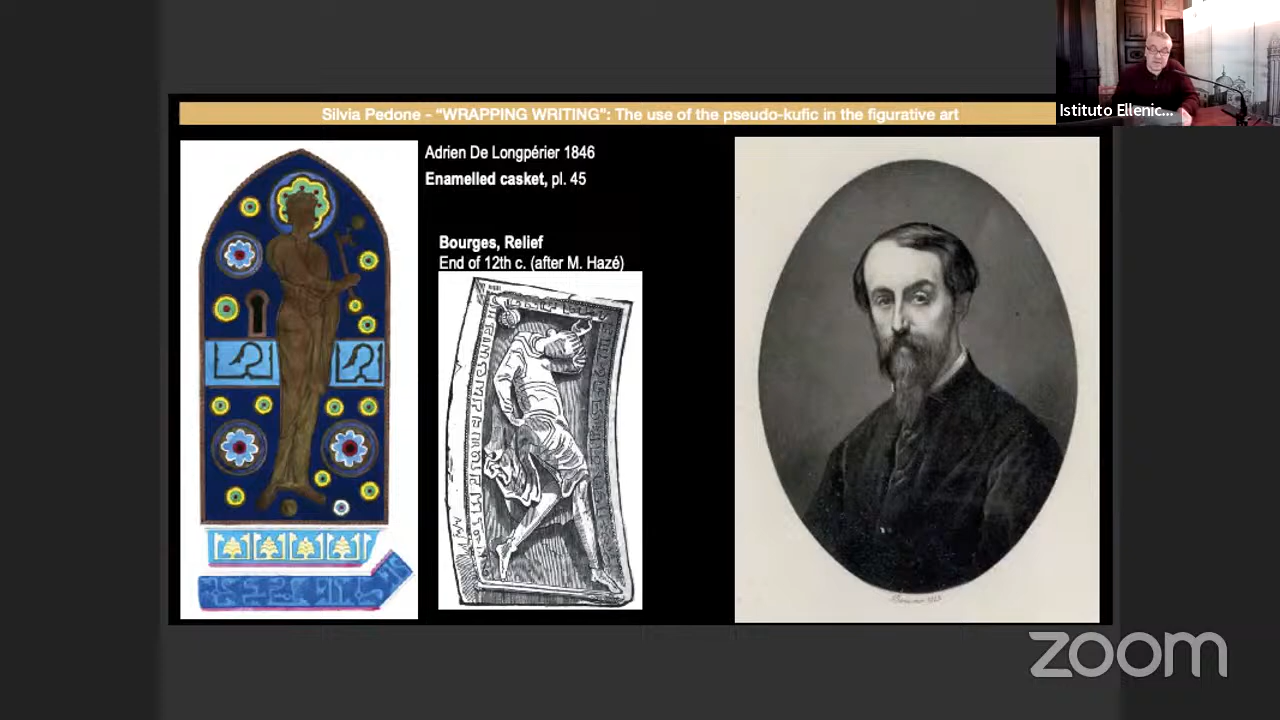 Silvia Pedone - “WRAPPING WRITING”: The use of the pseudo-kufic in the figurative art
Istituto Ellenic...
Adrien De Longpérier 1846
Enamelled casket, pl. 45
Bourges, Relief
End of 12th c. (after M. Hazé)
zoom